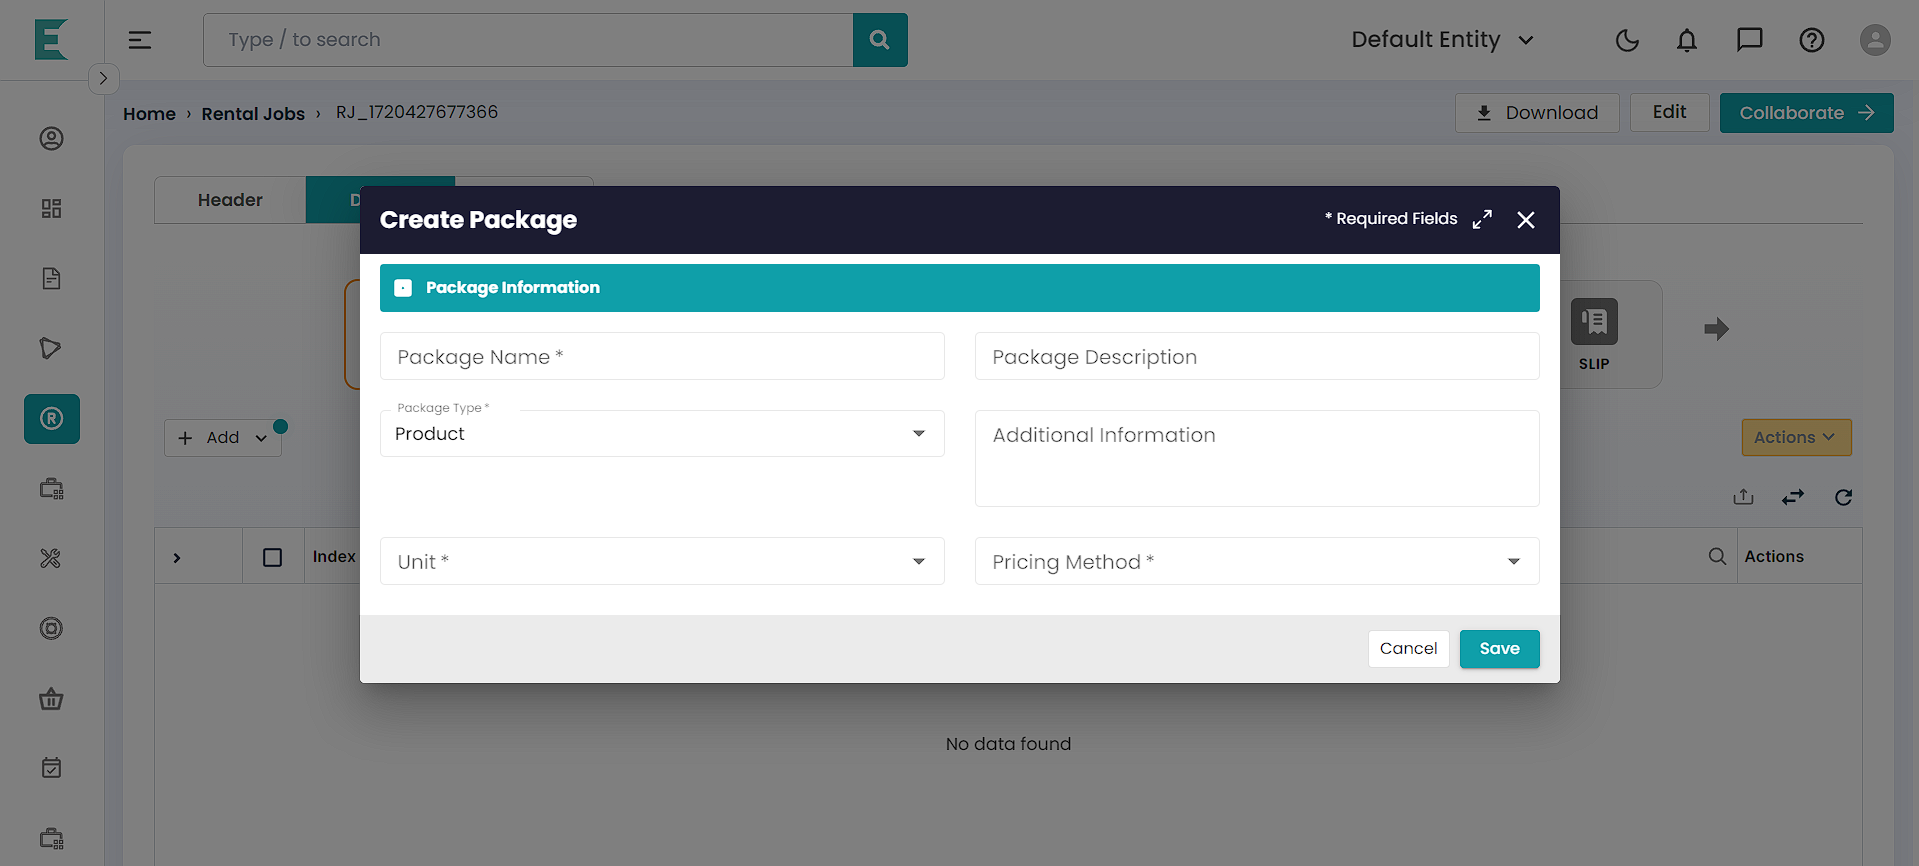 Type / to search
Default Entity
Home › Rental Jobs › RJ_1720427677366
Download
Edit
Collaborate
Header
D
Create Package
* Required Fields
Package Information
Package Name *
Package Description
Package Type *
Product
Additional Information
Unit *
Pricing Method *
Cancel
Save
SLIP
+ Add
Actions
Index
Actions
No data found